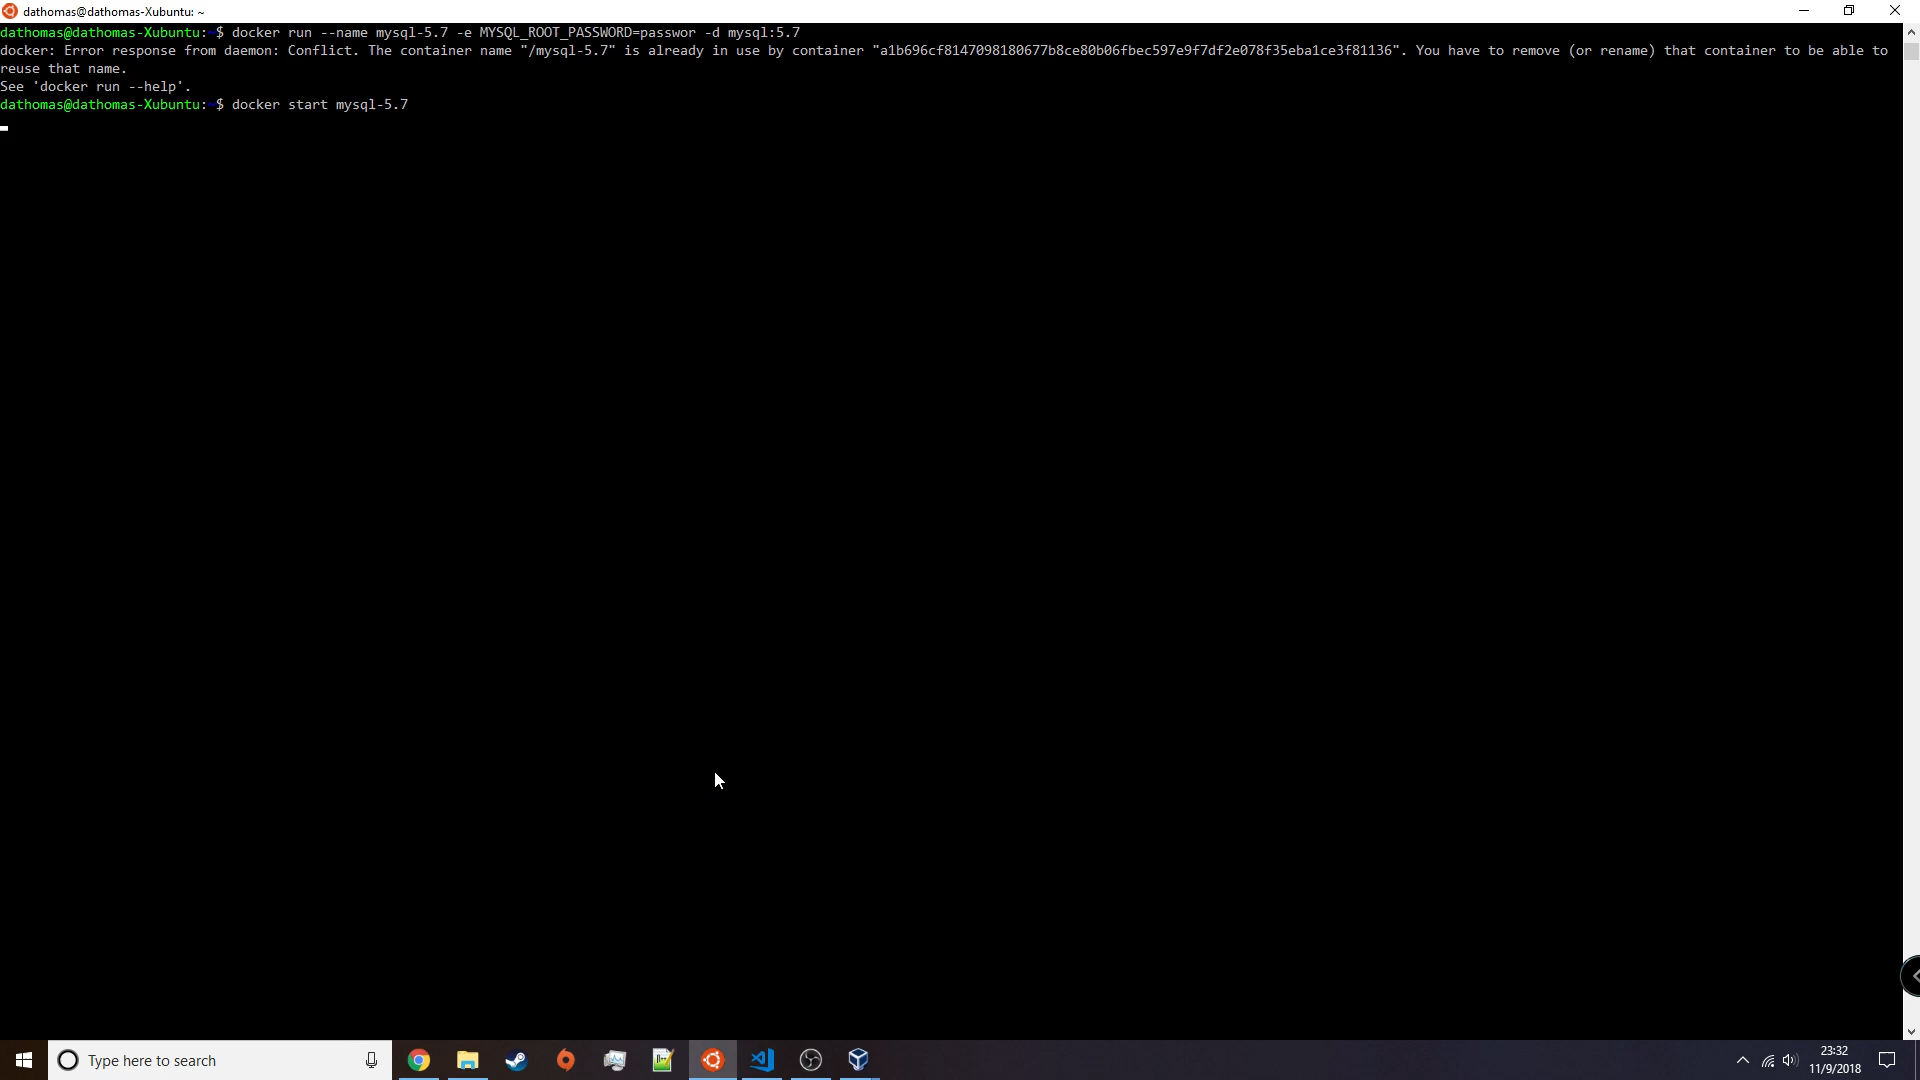 dathomas@dathomas-Xubuntu: ~
dathomas@dathomas-Xubuntu:~$ docker run --name mysql-5.7 -e MYSQL_ROOT_PASSWORD=passwor -d mysql:5.7
docker: Error response from daemon: Conflict. The container name "/mysql-5.7" is already in use by container "a1b696cf8147098180677b8ce80b06fbec597e9f7df2e078f35eba1ce3f81136". You have to remove (or rename) that container to be able to
reuse that name.
See 'docker run --help'.
dathomas@dathomas-Xubuntu:~$ docker start mysql-5.7
Type here to search
23:32
11/9/2018